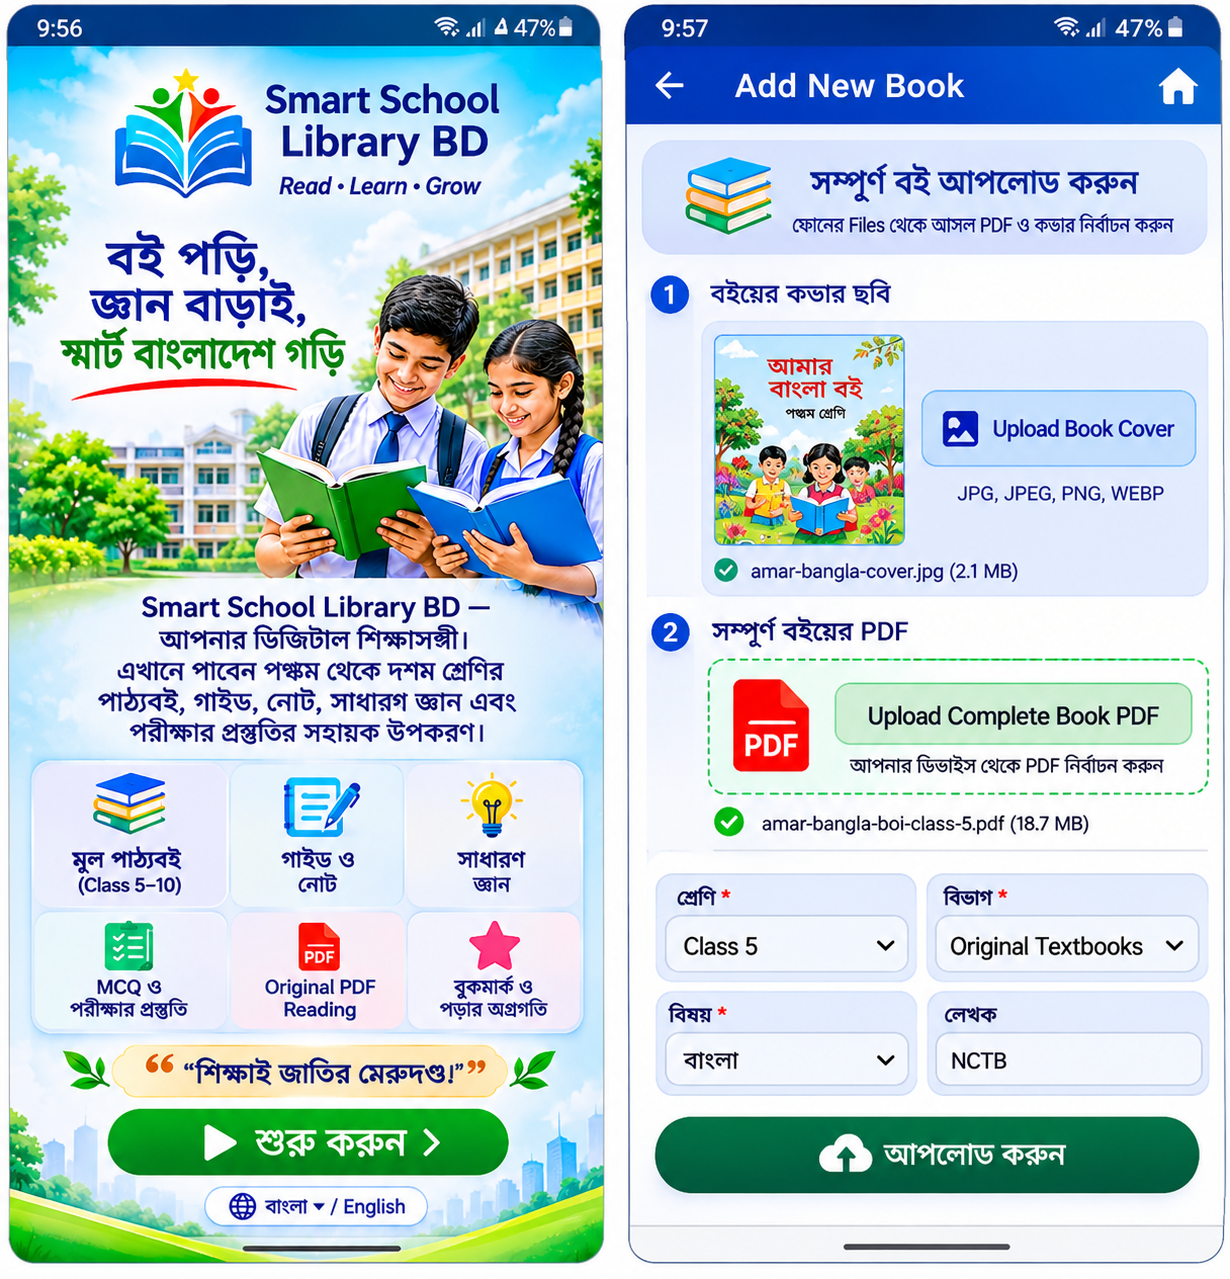 9:56
47%
Smart School
Library BD
Read • Learn • Grow
বই পড়ি,
জ্ঞান বাড়াই,
স্মার্ট বাংলাদেশ গড়ি
Smart School Library BD —
আপনার ডিজিটাল শিক্ষাসঙ্গী।
এখানে পাবেন পঞ্চম থেকে দশম শ্রেণির
পাঠ্যবই, গাইড, নোট, সাধারগ জ্ঞান এবং
পরীক্ষার প্রস্তুতির সহায়ক উপকরণ।
মুল পাঠ্যবই
(Class 5–10)
গাইড ও
নোট
সাধারণ
জ্ঞান
MCQ ও
পরীক্ষার প্রস্তুতি
PDF
Original PDF
Reading
বুকমার্ক ও
পড়ার অগ্রগতি
“ “শিক্ষাই জাতির মেরুদণ্ড!” ”
শুরু করুন
বাংলা / English
9:57
47%
Add New Book
সম্পুর্ণ বই আপলোড করুন
ফোনের Files থেকে আসল PDF ও কভার নির্বাচন করুন
1 বইয়ের কভার ছবি
আমার
বাংলা বই
পঞ্চম শ্রেণি
Upload Book Cover
JPG, JPEG, PNG, WEBP
amar-bangla-cover.jpg (2.1 MB)
2 সম্পুর্ণ বইয়ের PDF
PDF
Upload Complete Book PDF
আপনার ডিভাইস থেকে PDF নির্বাচন করুন
amar-bangla-boi-class-5.pdf (18.7 MB)
শ্রেণি *
Class 5
বিভাগ *
Original Textbooks
বিষয় *
বাংলা
লেখক
NCTB
আপলোড করুন